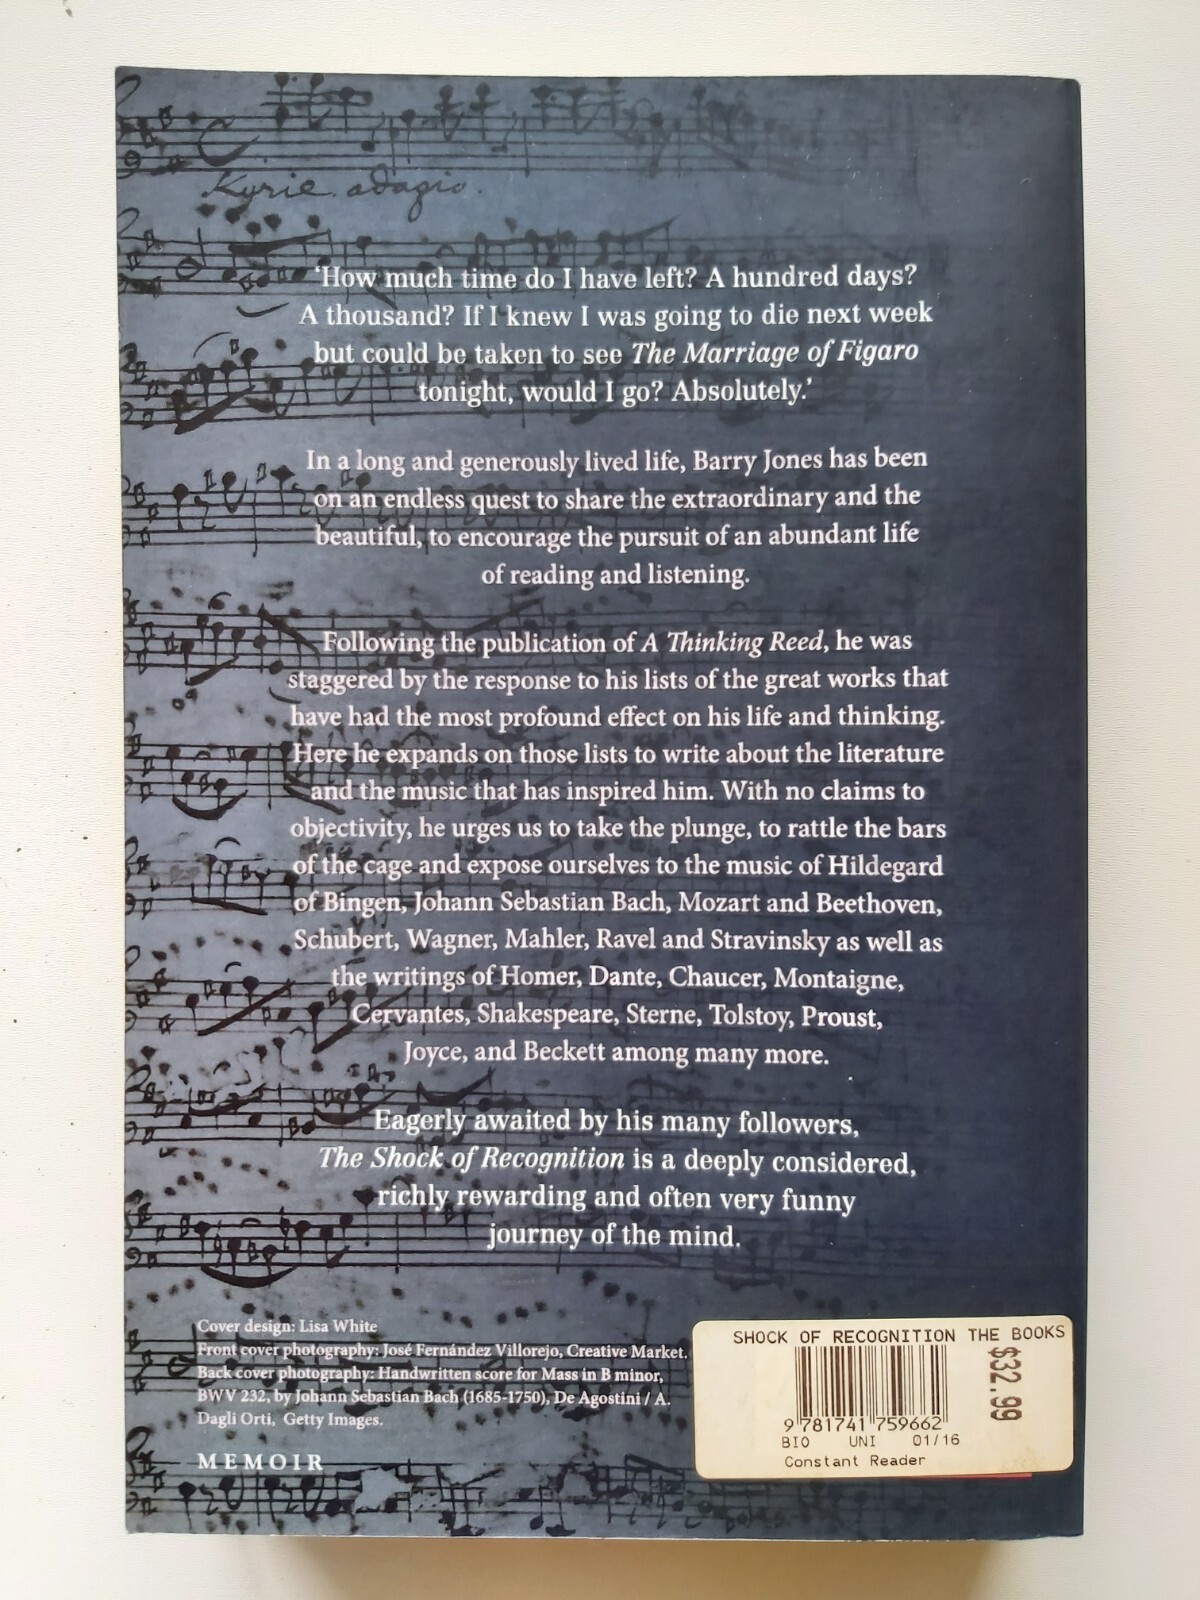 Kyrie. adagio.
‘How much time do I have left? A hundred days?
A thousand? If I knew I was going to die next week
but could be taken to see The Marriage of Figaro
tonight, would I go? Absolutely.’
In a long and generously lived life, Barry Jones has been
on an endless quest to share the extraordinary and the
beautiful, to encourage the pursuit of an abundant life
of reading and listening.
Following the publication of A Thinking Reed, he was
staggered by the response to his lists of the great works that
have had the most profound effect on his life and thinking.
Here he expands on those lists to write about the literature
and the music that has inspired him. With no claims to
objectivity, he urges us to take the plunge, to rattle the bars
of the cage and expose ourselves to the music of Hildegard
of Bingen, Johann Sebastian Bach, Mozart and Beethoven,
Schubert, Wagner, Mahler, Ravel and Stravinsky as well as
the writings of Homer, Dante, Chaucer, Montaigne,
Cervantes, Shakespeare, Sterne, Tolstoy, Proust,
Joyce, and Beckett among many more.
Eagerly awaited by his many followers,
The Shock of Recognition is a deeply considered,
richly rewarding and often very funny
journey of the mind.
Cover design: Lisa White
Front cover photography: José Fernández Villorejo, Creative Market.
Back cover photography: Handwritten score for Mass in B minor,
BWV 232, by Johann Sebastian Bach (1685-1750), De Agostini / A.
Dagli Orti, Getty Images.
MEMOIR
SHOCK OF RECOGNITION THE BOOKS
$32.99
9 781741 759662
BIO UNI 01/16
Constant Reader